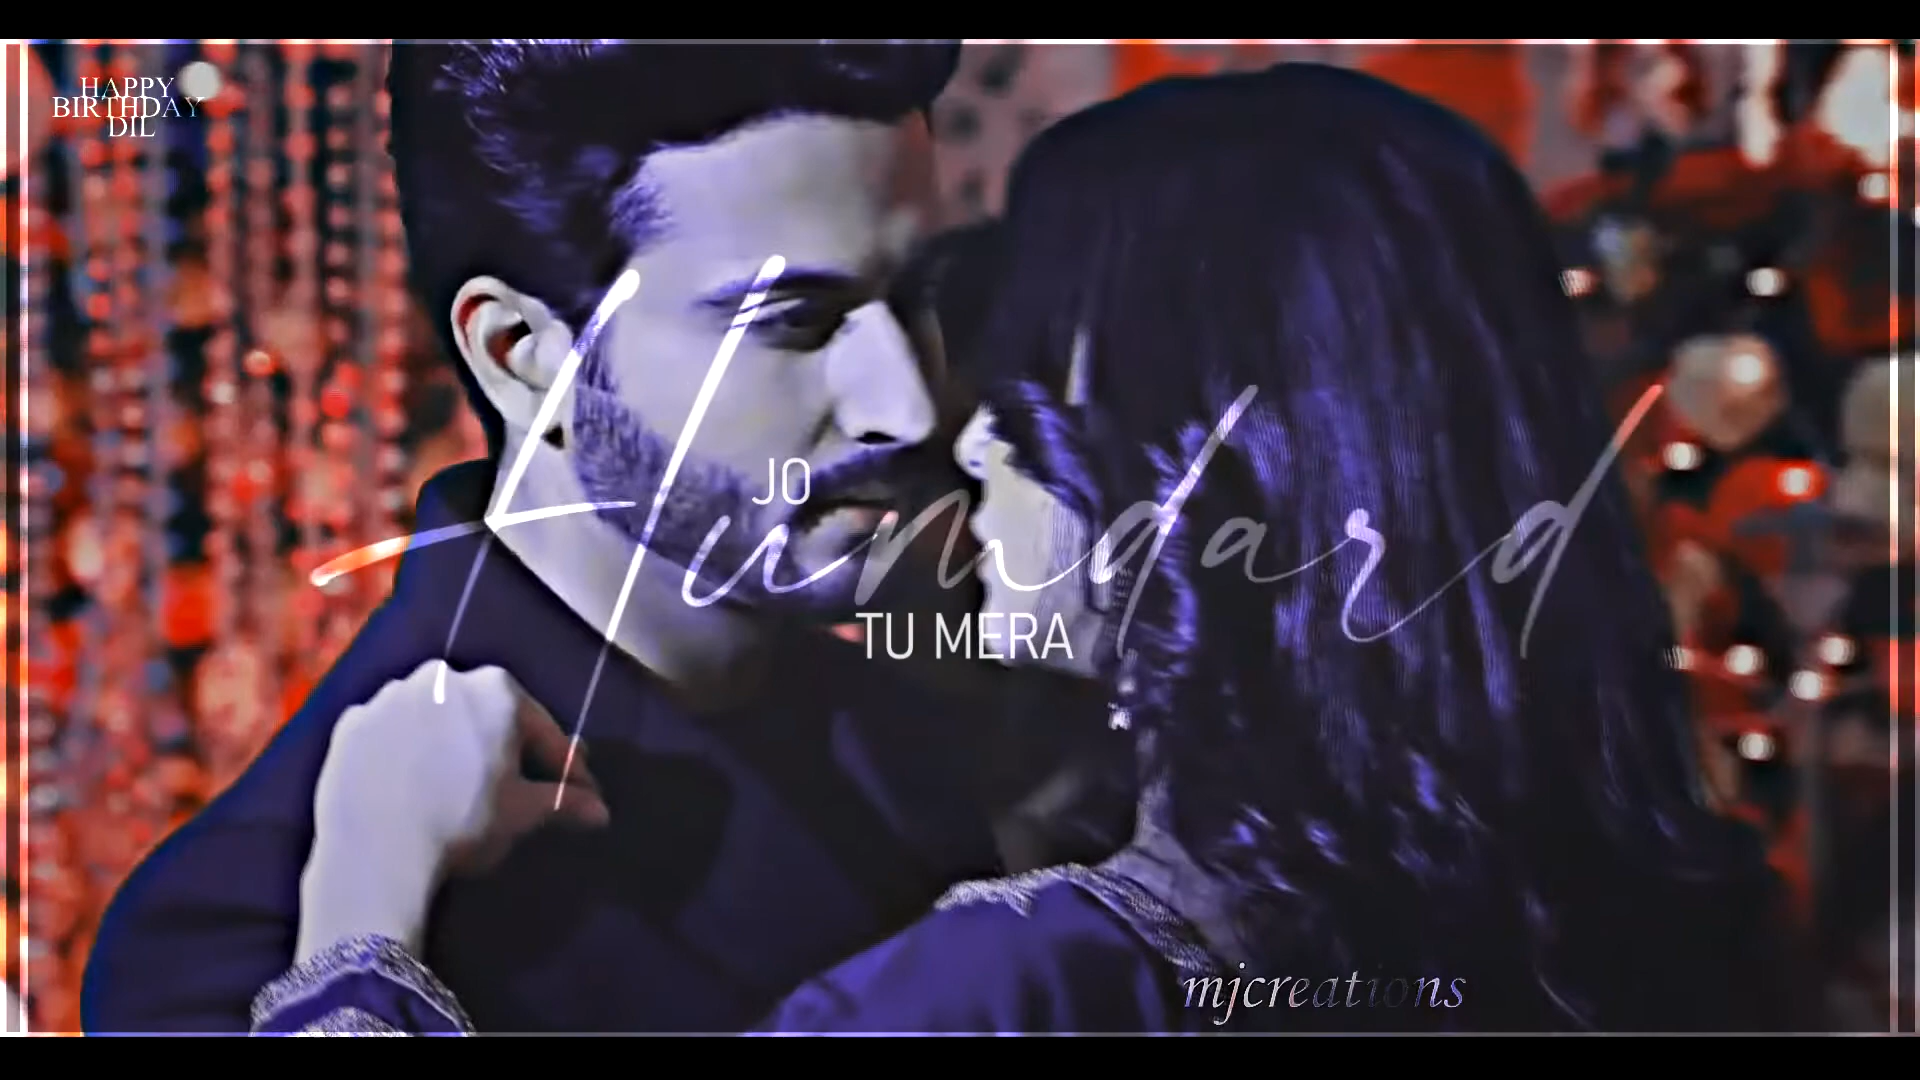 HAPPY
BIRTHDAY
DIL
JO
Humdard
TU MERA
mjcreations